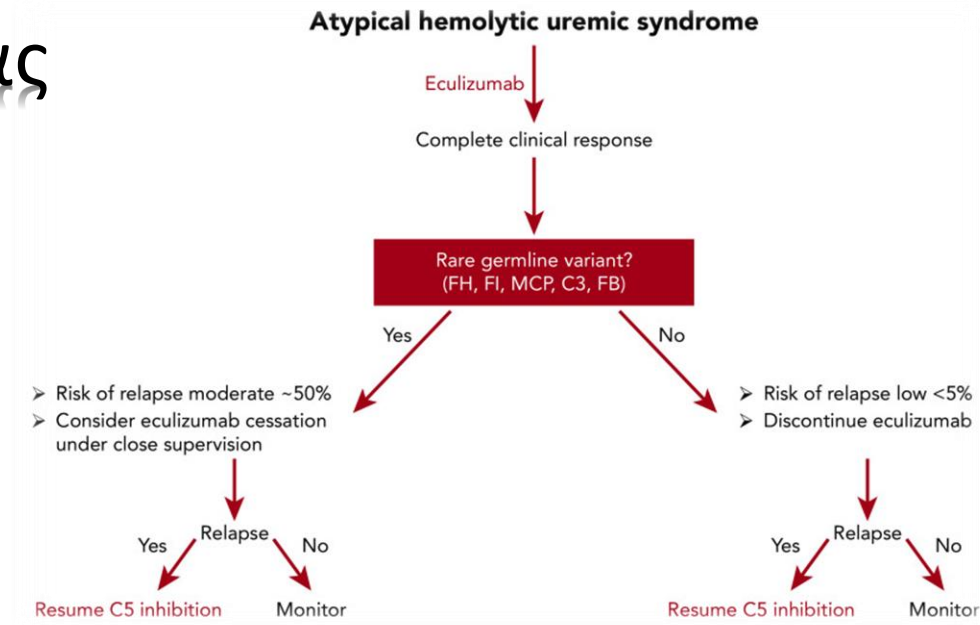 Atypical hemolytic uremic syndrome
Eculizumab
Complete clinical response
Rare germline variant?
(FH, FI, MCP, C3, FB)
Yes
No
➢ Risk of relapse moderate ~50%
➢ Consider eculizumab cessation
under close supervision
➢ Risk of relapse low <5%
➢ Discontinue eculizumab
Relapse
Yes
No
Resume C5 inhibition
Monitor
Relapse
Yes
No
Resume C5 inhibition
Monitor